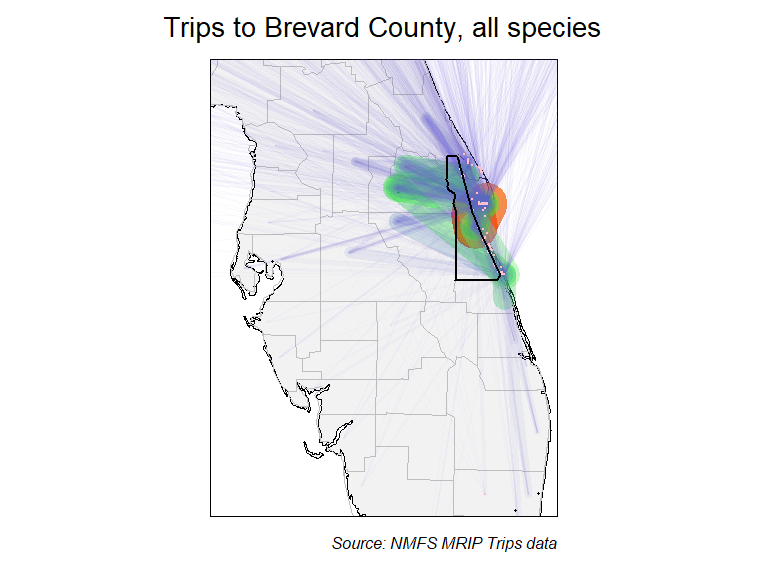 Trips to Brevard County, all species
Source: NMFS MRIP Trips data